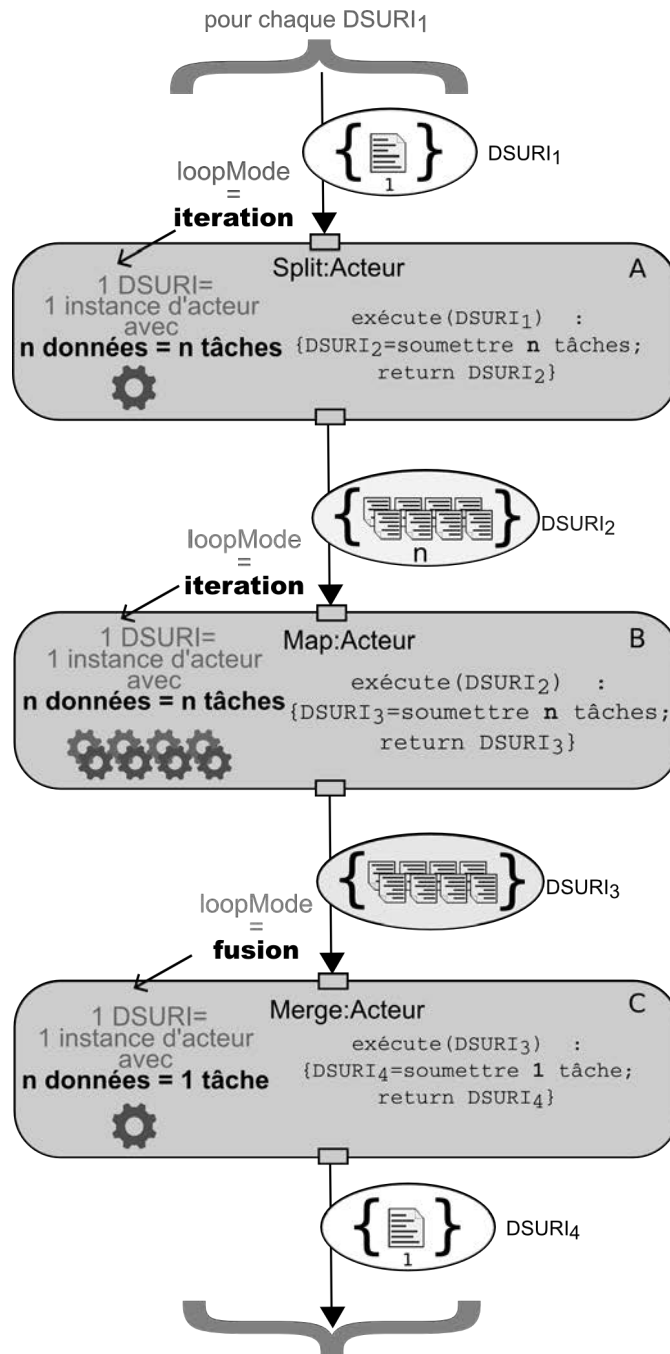 pour chaque DSURI₁
{ 1 }
DSURI₁
loopMode
=
iteration
Split:Acteur
A
1 DSURI=
1 instance d'acteur
avec
n données = n tâches
exécute(DSURI₁) :
{DSURI₂=soumettre n tâches;
return DSURI₂}
{ n }
DSURI₂
loopMode
=
iteration
Map:Acteur
B
1 DSURI=
1 instance d'acteur
avec
n données = n tâches
exécute(DSURI₂) :
{DSURI₃=soumettre n tâches;
return DSURI₃}
{ }
DSURI₃
loopMode
=
fusion
Merge:Acteur
C
1 DSURI=
1 instance d'acteur
avec
n données = 1 tâche
exécute(DSURI₃) :
{DSURI₄=soumettre 1 tâche;
return DSURI₄}
{ 1 }
DSURI₄